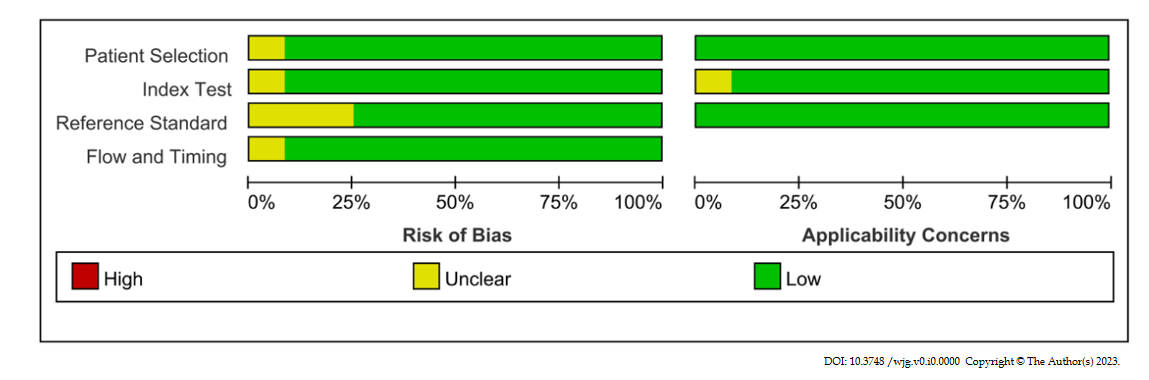 Patient Selection
Index Test
Reference Standard
Flow and Timing
0% 25% 50% 75% 100% 0% 25% 50% 75% 100%
Risk of Bias Applicability Concerns
High Unclear Low
DOI: 10.3748 /wjg.v0.i0.0000 Copyright © The Author(s) 2023.